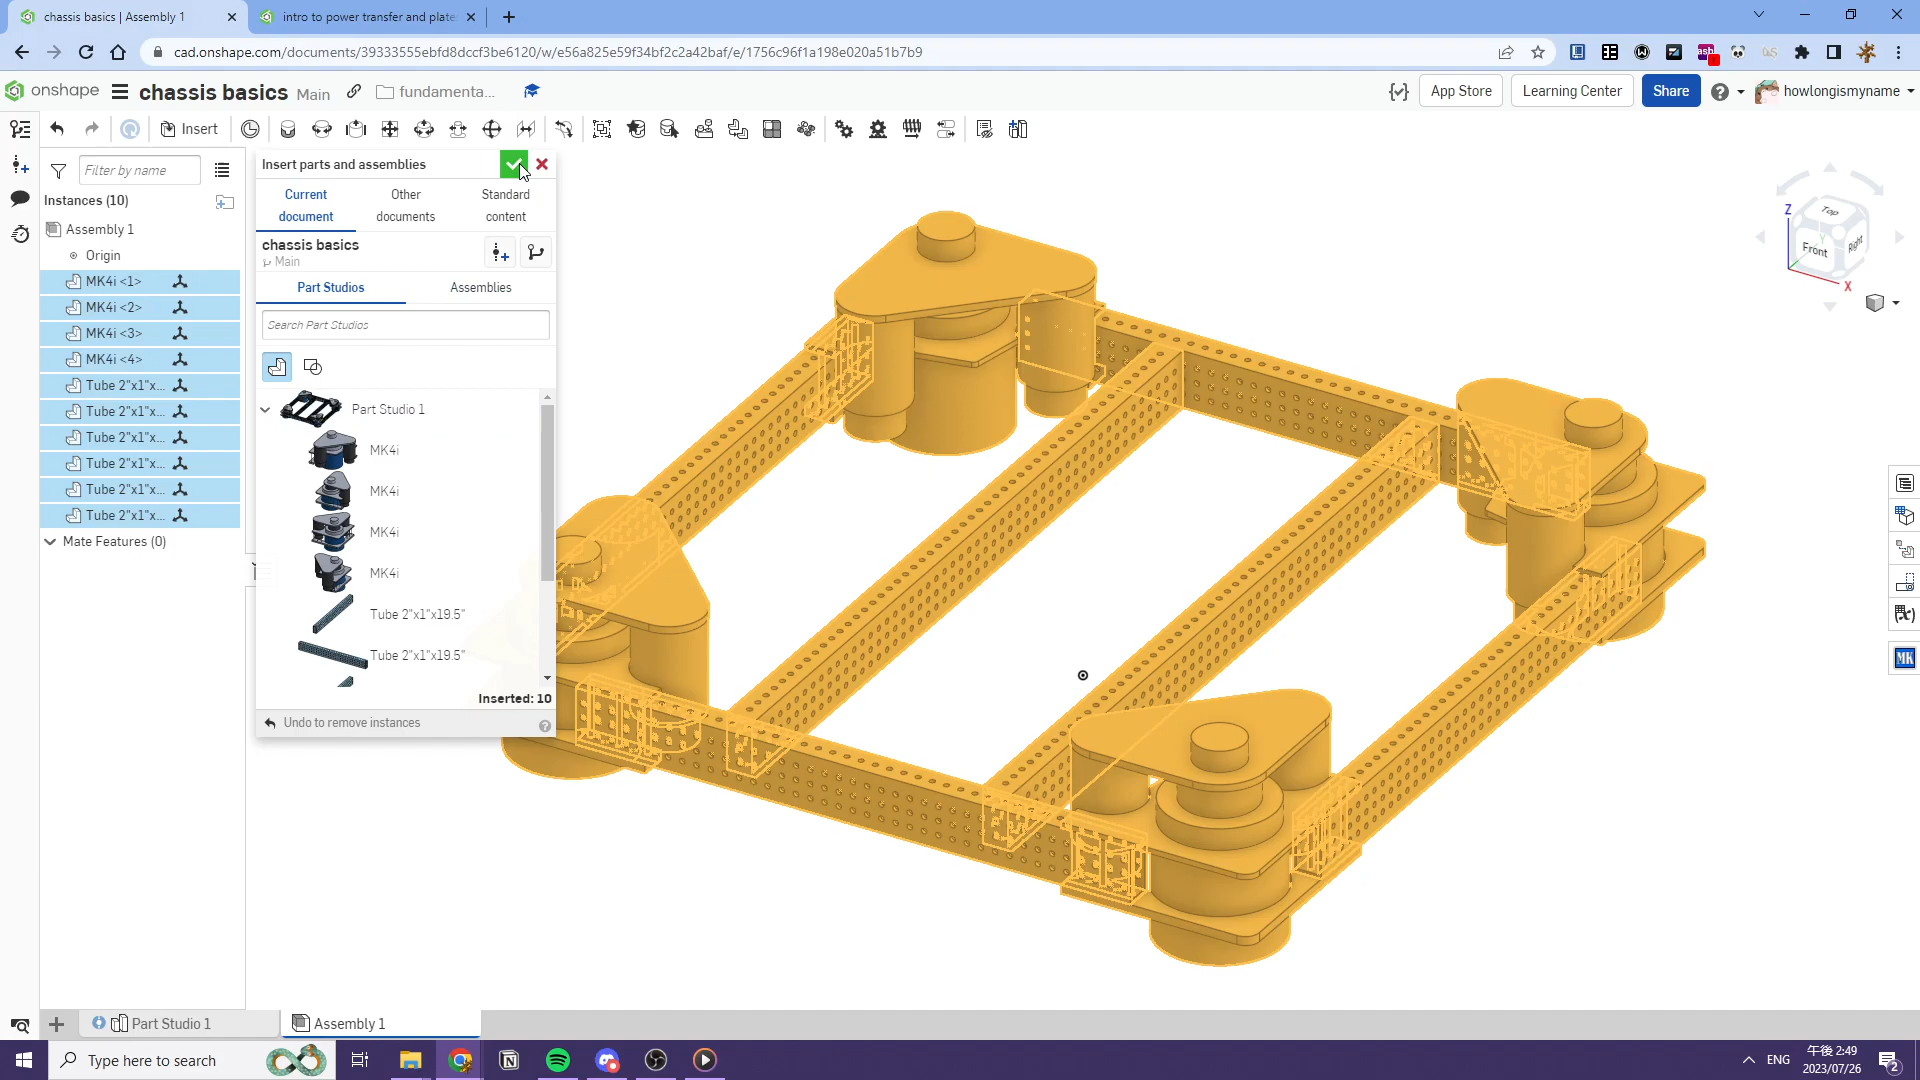 chassis basics | Assembly 1
intro to power transfer and plate
cad.onshape.com/documents/39333555ebfd8dccf3be6120/w/e56a825e59f34bf2c2a42baf/e/1756c96f1a198e020a51b7b9
onshape
chassis basics Main
fundamenta...
App Store
Learning Center
Share
howlongismyname
Insert
Filter by name
Instances (10)
Assembly 1
Origin
MK4i <1>
MK4i <2>
MK4i <3>
MK4i <4>
Tube 2"x1"x...
Tube 2"x1"x...
Tube 2"x1"x...
Tube 2"x1"x...
Tube 2"x1"x...
Tube 2"x1"x...
Mate Features (0)
Insert parts and assemblies
Current document
Other documents
Standard content
chassis basics
Main
Part Studios
Assemblies
Search Part Studios
Part Studio 1
MK4i
MK4i
MK4i
MK4i
Tube 2"x1"x19.5"
Tube 2"x1"x19.5"
Inserted: 10
Undo to remove instances
Z
Top
Front
Right
Y
X
MK
Part Studio 1
Assembly 1
Type here to search
ENG
午後 2:49
2023/07/26
2